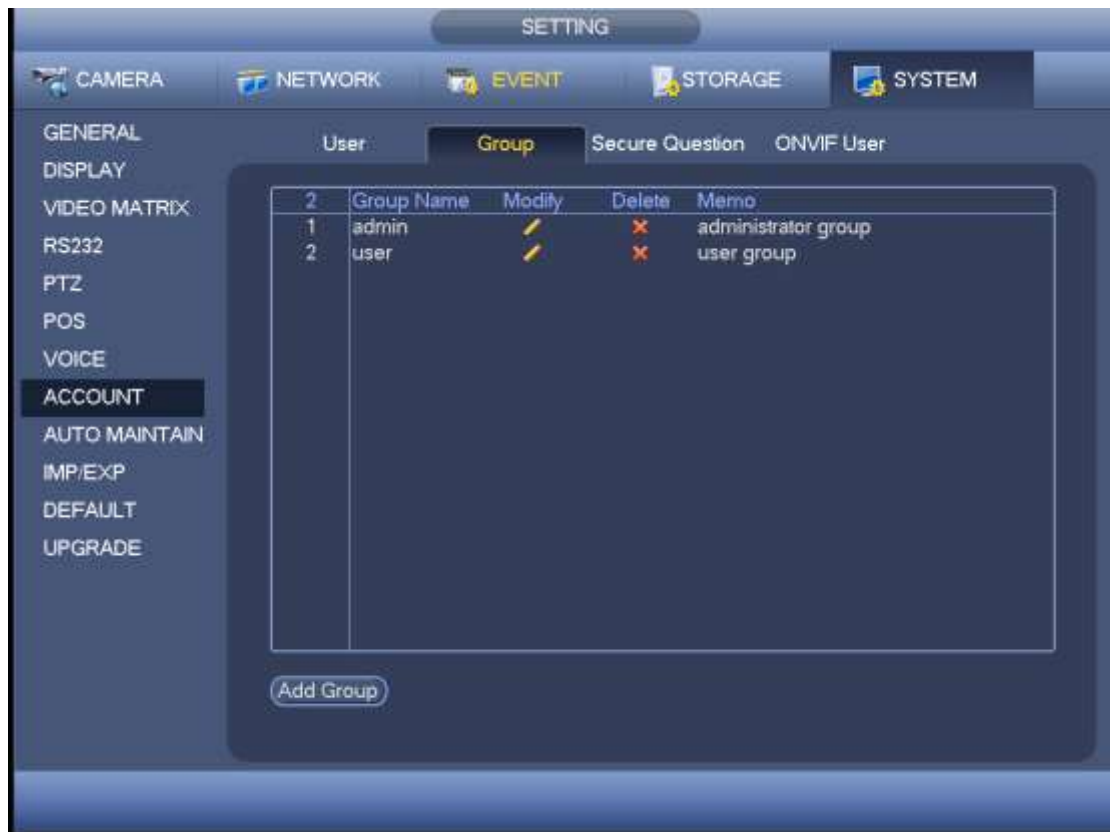 SETTING
CAMERA NETWORK EVENT STORAGE SYSTEM
GENERAL
DISPLAY
VIDEO MATRIX
RS232
PTZ
POS
VOICE
ACCOUNT
AUTO MAINTAIN
IMP/EXP
DEFAULT
UPGRADE
User Group Secure Question ONVIF User
2 Group Name Modify Delete Memo
1 admin administrator group
2 user user group
Add Group